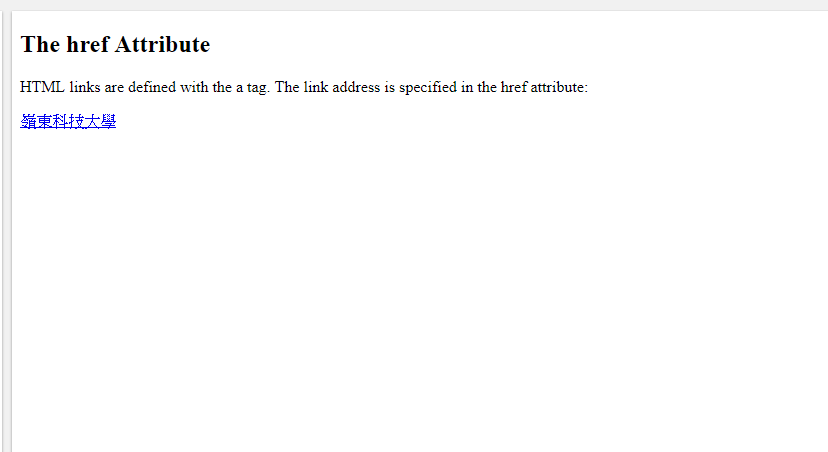 The href Attribute
HTML links are defined with the a tag. The link address is specified in the href attribute:
嶺東科技大學